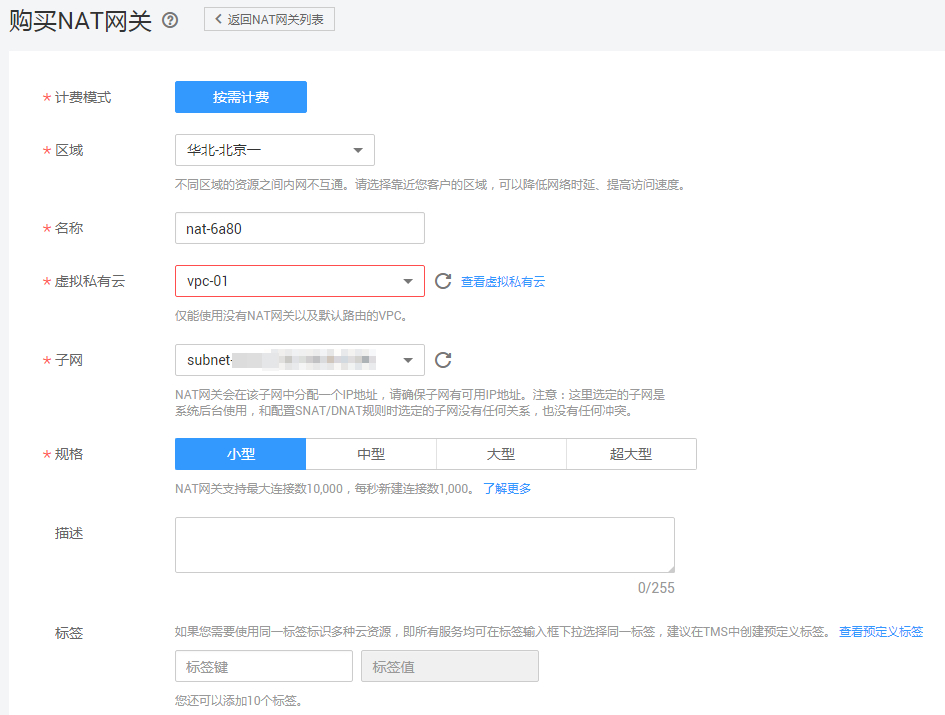 购买NAT网关 ? 返回NAT网关列表
* 计费模式 按需计费
* 区域 华北-北京一
不同区域的资源之间内网不互通。请选择靠近您客户的区域，可以降低网络时延、提高访问速度。
* 名称 nat-6a80
* 虚拟私有云 vpc-01 查看虚拟私有云
仅能使用没有NAT网关以及默认路由的VPC。
* 子网 subnet-
NAT网关会在该子网中分配一个IP地址，请确保子网有可用IP地址。注意：这里选定的子网是
系统后台使用，和配置SNAT/DNAT规则时选定的子网没有任何关系，也没有任何冲突。
* 规格 小型 中型 大型 超大型
NAT网关支持最大连接数10,000，每秒新建连接数1,000。 了解更多
描述
0/255
标签 如果您需要使用同一标签标识多种云资源，即所有服务均可在标签输入框下拉选择同一标签，建议在TMS中创建预定义标签。 查看预定义标签
标签键 标签值
您还可以添加10个标签。